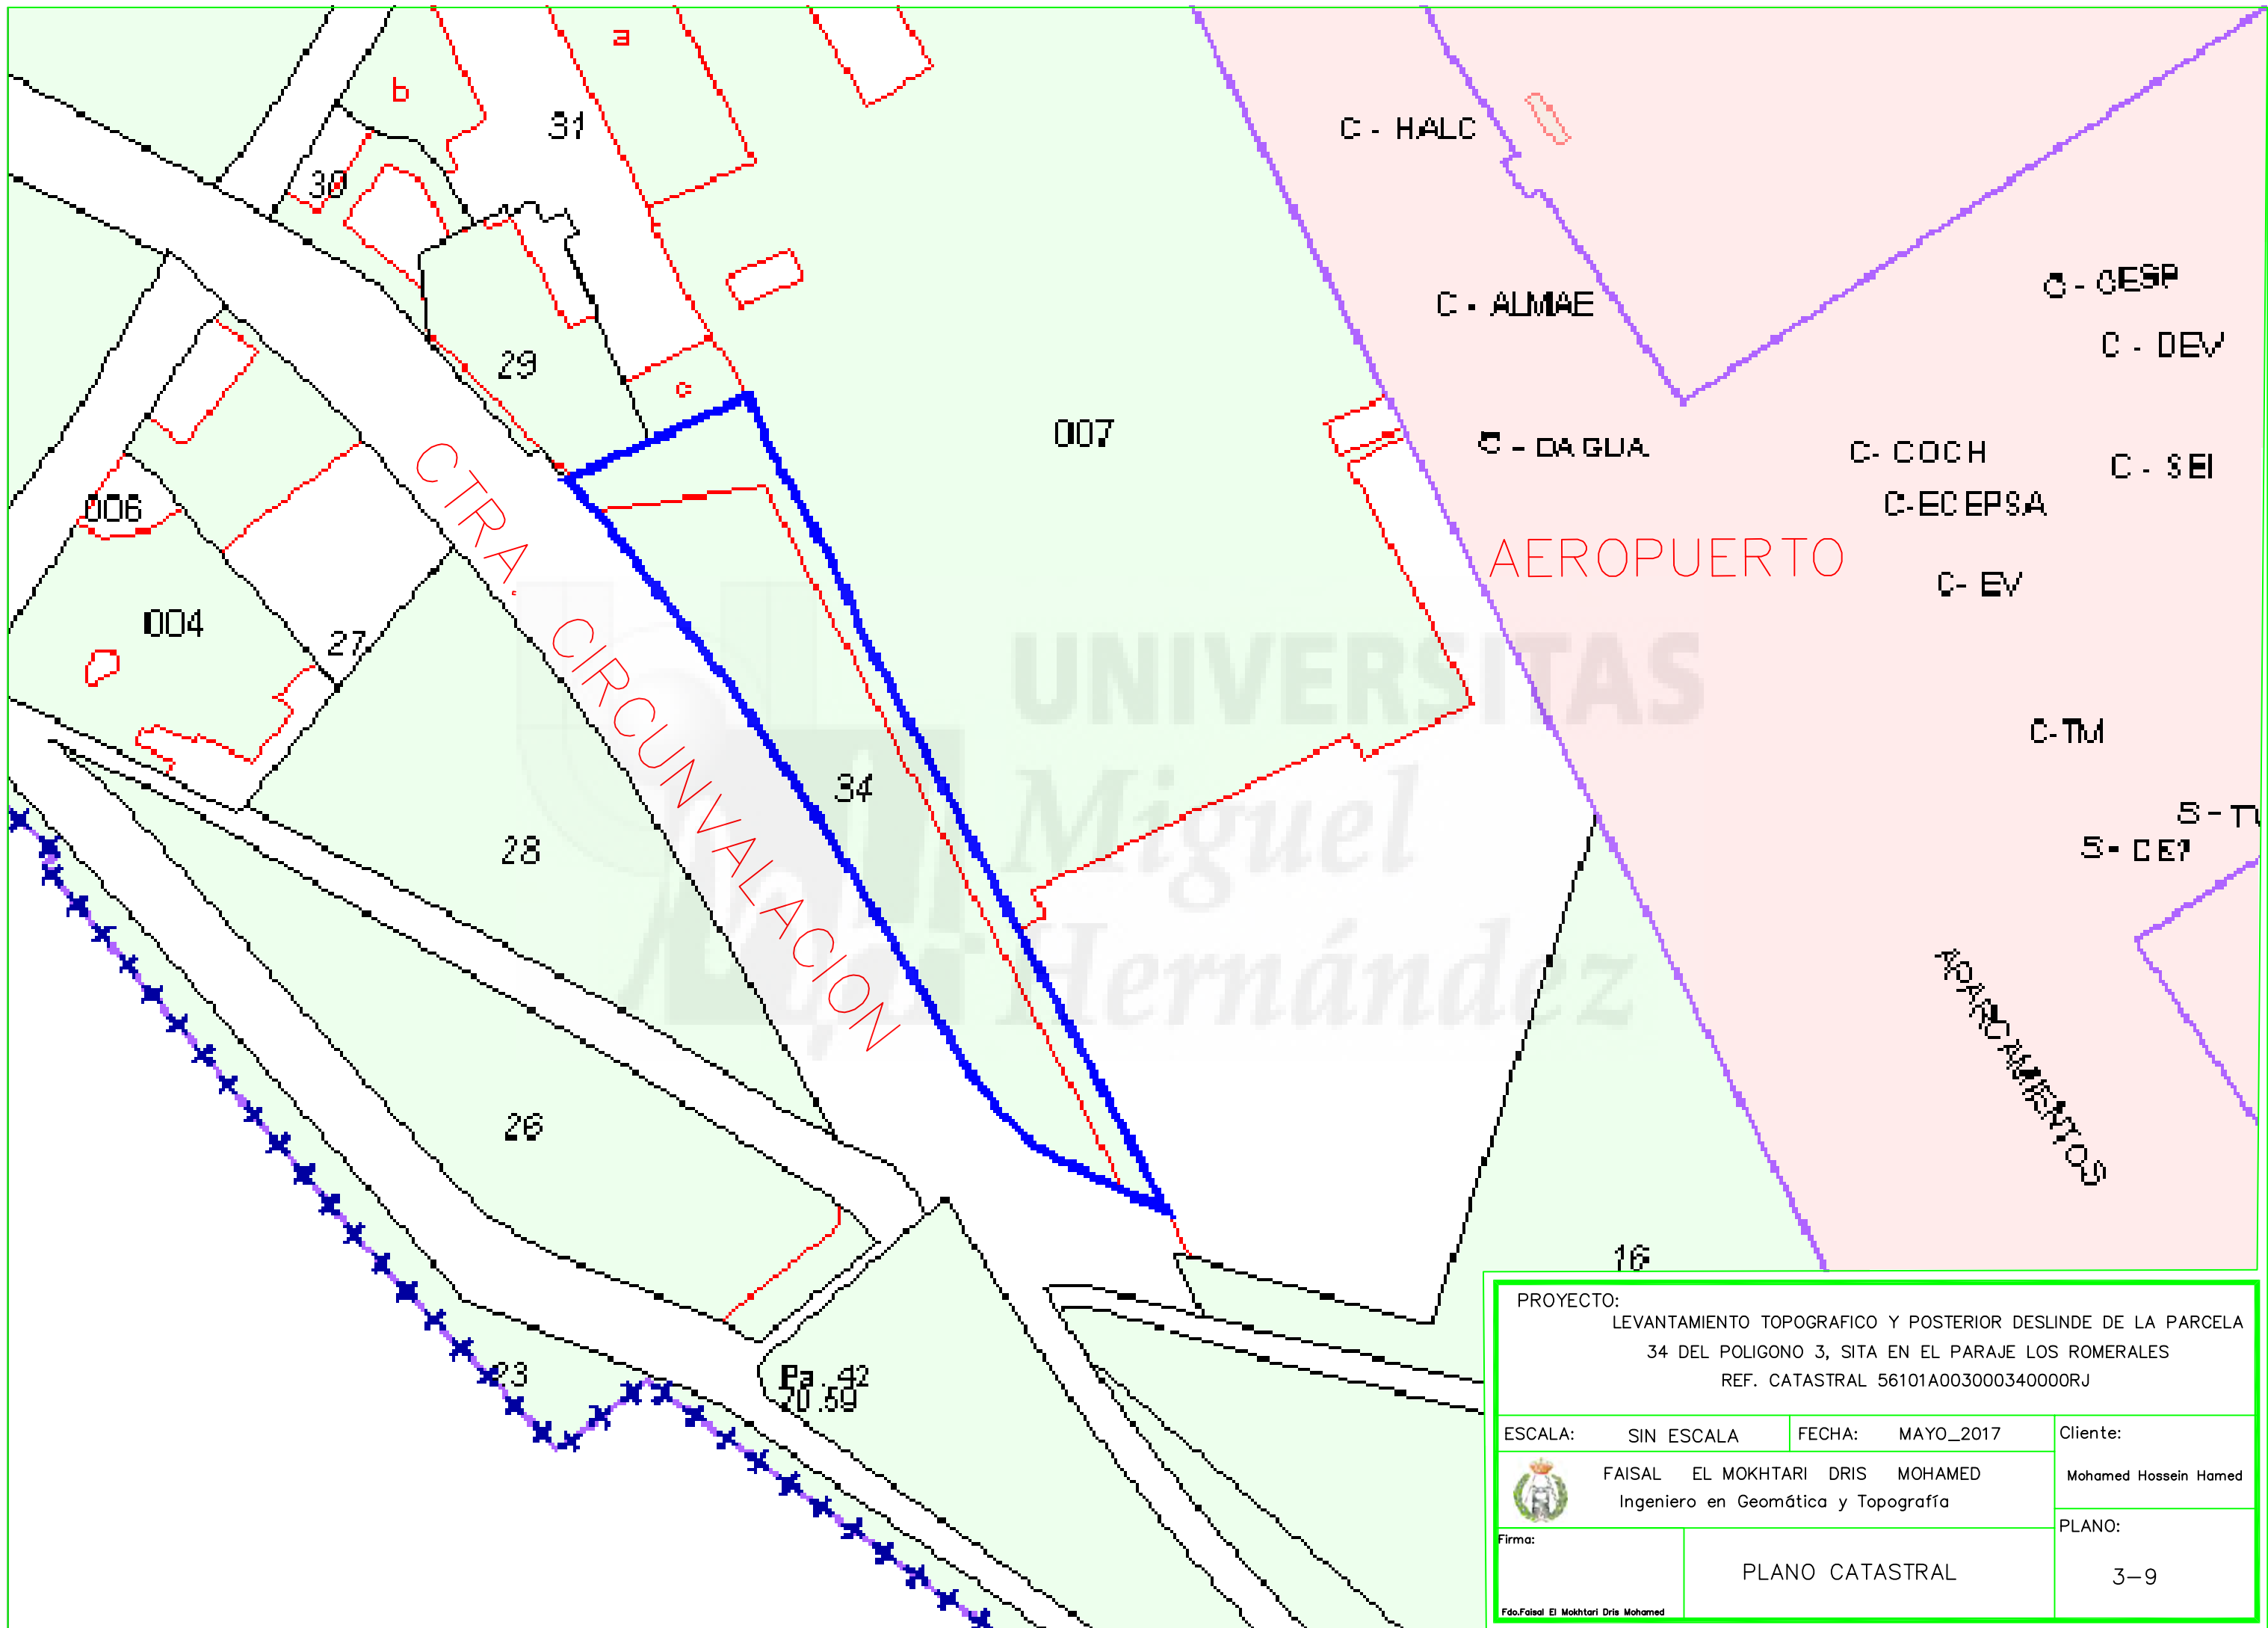 a
b
31
C - HALC
30
C - GESP
C - ALMAE
C - DEV
29
c
007
C - DAGUA
C- COCH
C - SEI
CTRA. CIRCUNVALACION
006
C-ECEPSA
AEROPUERTO
C- EV
004
27
UNIVERSITAS
Miguel
Hernández
C-TM
34
28
S - CE
APARCAMIENTOS
26
16
23
Pa. 42
20.59
PROYECTO:
LEVANTAMIENTO TOPOGRAFICO Y POSTERIOR DESLINDE DE LA PARCELA
34 DEL POLIGONO 3, SITA EN EL PARAJE LOS ROMERALES
REF. CATASTRAL 56101A003000340000RJ
ESCALA: SIN ESCALA
FECHA: MAYO_2017
Cliente:
Mohamed Hossein Hamed
FAISAL EL MOKHTARI DRIS MOHAMED
Ingeniero en Geomática y Topografía
PLANO:
3-9
Firma:
PLANO CATASTRAL
Fdo.Faisal El Mokhtari Dris Mohamed